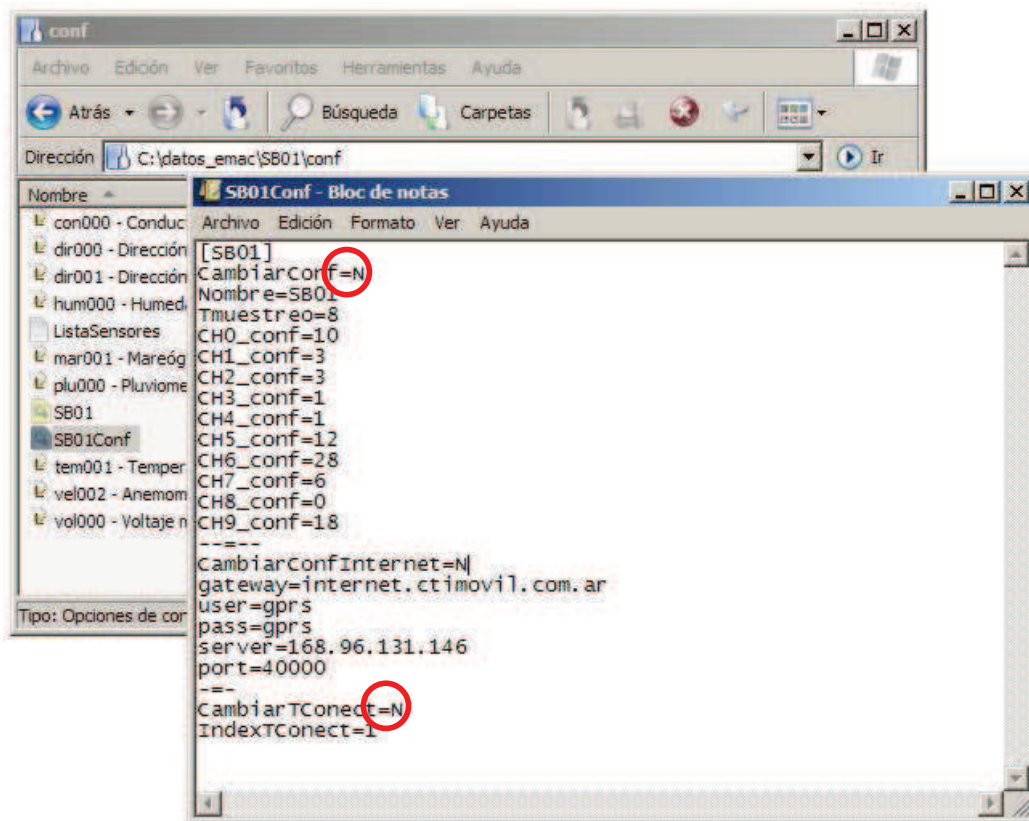 conf
Archivo Edición Ver Favoritos Herramientas Ayuda
Atrás Búsqueda Carpetas
Dirección C:\datos_emac\SB01\conf Ir
Nombre
con000 - Conduc
dir000 - Dirección
dir001 - Dirección
hum000 - Humed
ListaSensores
mar001 - Mareóg
plu000 - Pluviome
SB01
SB01Conf
tem001 - Temper
vel002 - Anemom
vol000 - Voltaje n
Tipo: Opciones de cor
SB01Conf - Bloc de notas
Archivo Edición Formato Ver Ayuda
[SB01]
CambiarConf=N
Nombre=SB01
Tmuestreo=8
CH0_conf=10
CH1_conf=3
CH2_conf=3
CH3_conf=1
CH4_conf=1
CH5_conf=12
CH6_conf=28
CH7_conf=6
CH8_conf=0
CH9_conf=18
--=--
CambiarConfInternet=N
gateway=internet.ctimovil.com.ar
user=gprs
pass=gprs
server=168.96.131.146
port=40000
-=-
CambiarTConect=N
IndexTConect=1